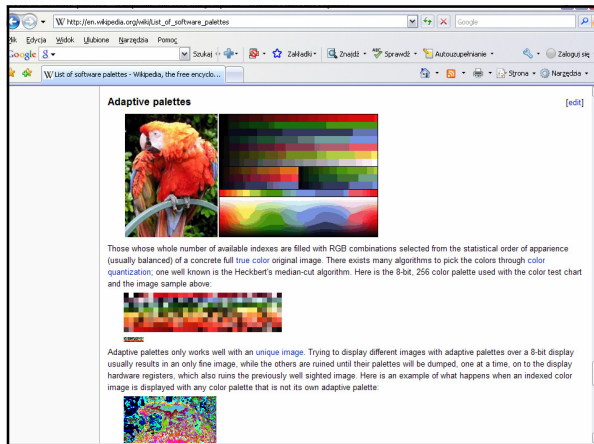 W http://en.wikipedia.org/wiki/List_of_software_palettes
Google
Plik Edycja Widok Ulubione Narzędzia Pomoc
Google
Szukaj
Zakładki
Znajdź
Sprawdź
Autouzupełnianie
Zaloguj się
W List of software palettes - Wikipedia, the free encyclo...
Strona
Narzędzia
Adaptive palettes
[edit]
Those whose whole number of available indexes are filled with RGB combinations selected from the statistical order of apparience
(usually balanced) of a concrete full true color original image. There exists many algorithms to pick the colors through color
quantization; one well known is the Heckbert's median-cut algorithm. Here is the 8-bit, 256 color palette used with the color test chart
and the image sample above:
Adaptive palettes only works well with an unique image. Trying to display different images with adaptive palettes over a 8-bit display
usually results in an only fine image, while the others are ruined until their palettes will be dumped, one at a time, on to the display
hardware registers, which also ruins the previously well sighted image. Here is an example of what happens when an indexed color
image is displayed with any color palette that is not its own adaptive palette: